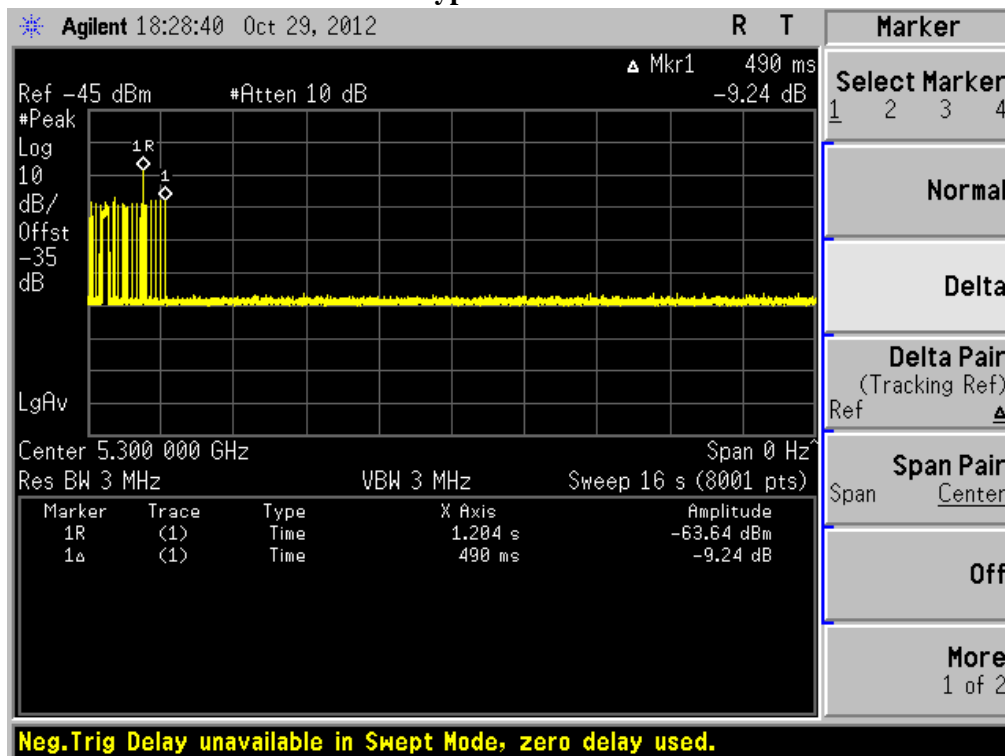 Agilent 18:28:40 Oct 29, 2012 R T
Marker
▵ Mkr1 490 ms
Ref -45 dBm #Atten 10 dB -9.24 dB
#Peak
Log
10
dB/
Offst
-35
dB
1R
1
LgAv
Center 5.300 000 GHz Span 0 Hz^
Res BW 3 MHz VBW 3 MHz Sweep 16 s (8001 pts)
Marker Trace Type X Axis Amplitude
1R (1) Time 1.204 s -63.64 dBm
1▵ (1) Time 490 ms -9.24 dB
Select Marker
1 2 3 4
Normal
Delta
Delta Pair
(Tracking Ref)
Ref ▵
Span Pair
Span Center
Off
More
1 of 2
Neg.Trig Delay unavailable in Swept Mode, zero delay used.